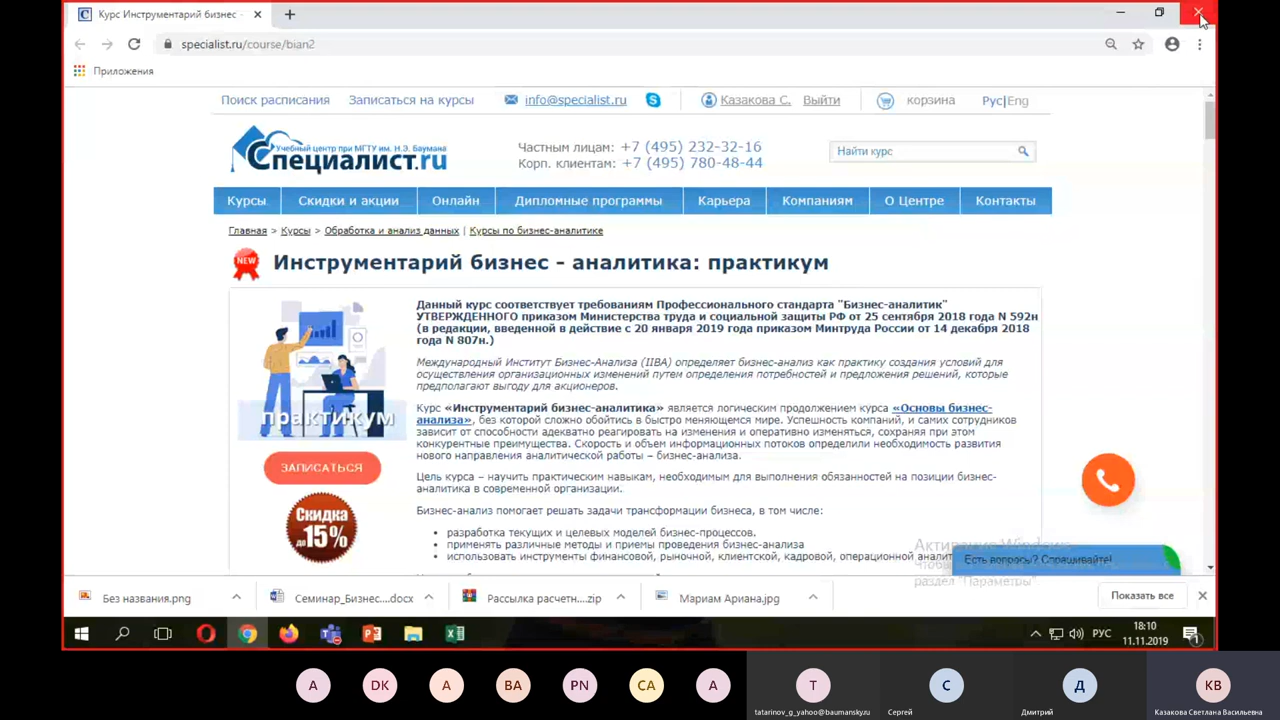 Курс Инструментарий бизнес -
specialist.ru/course/bian2
Приложения
Поиск расписания Записаться на курсы info@specialist.ru Казакова С. Выйти корзина Рус|Eng
Учебный центр при МГТУ им. Н.Э. Баумана
Специалист.ru
Частным лицам: +7 (495) 232-32-16
Корп. клиентам: +7 (495) 780-48-44
Найти курс
Курсы Скидки и акции Онлайн Дипломные программы Карьера Компаниям О Центре Контакты
Главная > Курсы > Обработка и анализ данных | Курсы по бизнес-аналитике
NEW
Инструментарий бизнес - аналитика: практикум
Данный курс соответствует требованиям Профессионального стандарта "Бизнес-аналитик"
УТВЕРЖДЕННОГО приказом Министерства труда и социальной защиты РФ от 25 сентября 2018 года N 592н
(в редакции, введенной в действие с 20 января 2019 года приказом Минтруда России от 14 декабря 2018
года N 807н.)
Международный Институт Бизнес-Анализа (IIBA) определяет бизнес-анализ как практику создания условий для
осуществления организационных изменений путем определения потребностей и предложения решений, которые
предполагают выгоду для акционеров.
Курс «Инструментарий бизнес-аналитика» является логическим продолжением курса «Основы бизнес-
анализа», без которой сложно обойтись в быстро меняющемся мире. Успешность компаний, и самих сотрудников
зависит от способности адекватно реагировать на изменения и оперативно изменяться, сохраняя при этом
конкурентные преимущества. Скорость и объем информационных потоков определили необходимость развития
нового направления аналитической работы – бизнес-анализа.
Цель курса – научить практическим навыкам, необходимым для выполнения обязанностей на позиции бизнес-
аналитика в современной организации.
Бизнес-анализ помогает решать задачи трансформации бизнеса, в том числе:
разработка текущих и целевых моделей бизнес-процессов.
применять различные методы и приемы проведения бизнес-анализа
использовать инструменты финансовой, рыночной, клиентской, кадровой, операционной
практикум
ЗАПИСАТЬСЯ
Скидка
до 15%
Активация Windows
Есть вопросы? Спрашивайте!
раздел "Параметры".
Без названия.png Семинар_Бизнес....docx Рассылка расчетн....zip Мариам Ариана.jpg Показать все
РУС
18:10
11.11.2019
1
A DK A BA PN CA A T С Д КВ
tatarinov_g_yahoo@baumansky.ru Сергей Дмитрий Казакова Светлана Васильевна